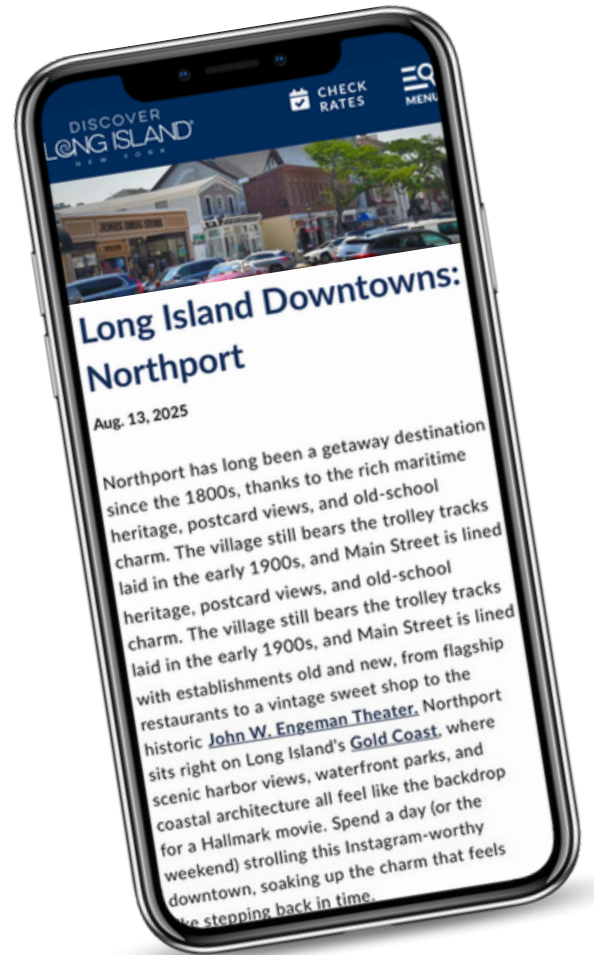 DISCOVER
LONG ISLAND
NEW YORK
CHECK
RATES
MENU
JONES DRUG STORE
Long Island Downtowns:
Northport
Aug. 13, 2025
Northport has long been a getaway destination
since the 1800s, thanks to the rich maritime
heritage, postcard views, and old-school
charm. The village still bears the trolley tracks
laid in the early 1900s, and Main Street is lined
heritage, postcard views, and old-school
charm. The village still bears the trolley tracks
laid in the early 1900s, and Main Street is lined
with establishments old and new, from flagship
restaurants to a vintage sweet shop to the
historic John W. Engeman Theater. Northport
sits right on Long Island's Gold Coast, where
scenic harbor views, waterfront parks, and
coastal architecture all feel like the backdrop
for a Hallmark movie. Spend a day (or the
weekend) strolling this Instagram-worthy
downtown, soaking up the charm that feels
like stepping back in time.